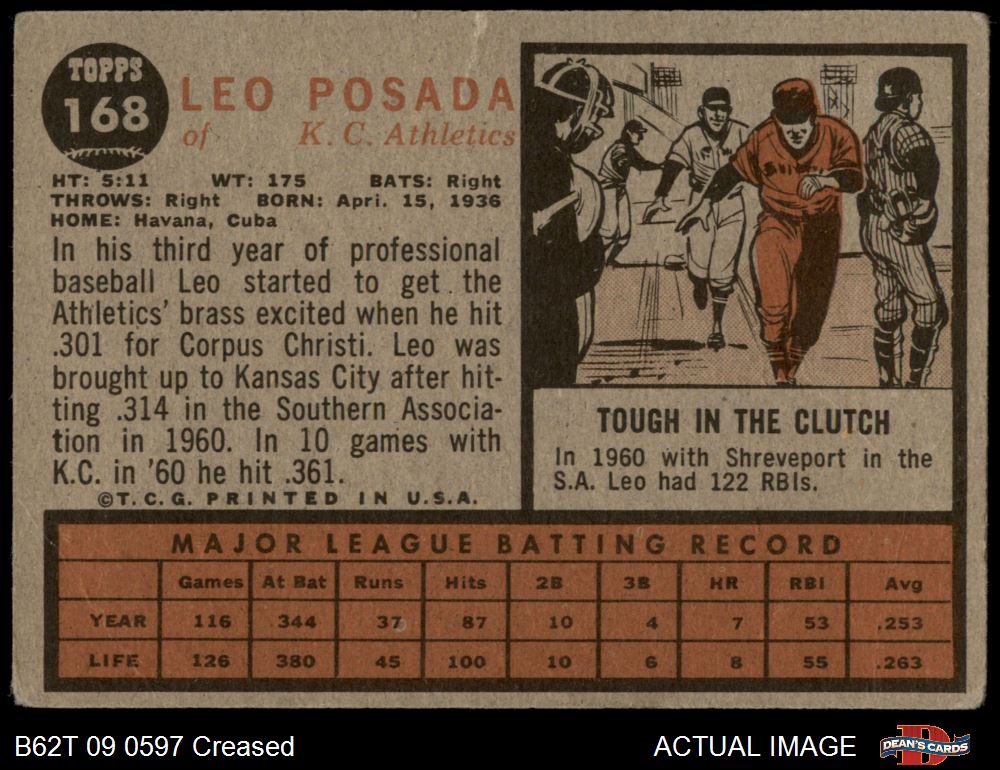 TOPPS
168
LEO POSADA
of K. C. Athletics
HT: 5:11 WT: 175 BATS: Right
THROWS: Right BORN: Apri. 15, 1936
HOME: Havana, Cuba
In his third year of professional
baseball Leo started to get the
Athletics' brass excited when he hit
.301 for Corpus Christi. Leo was
brought up to Kansas City after hit-
ting .314 in the Southern Associa-
tion in 1960. In 10 games with
K.C. in '60 he hit .361.
©T.C.G. PRINTED IN U.S.A.
TOUGH IN THE CLUTCH
In 1960 with Shreveport in the
S.A. Leo had 122 RBIs.
MAJOR LEAGUE BATTING RECORD
Games At Bat Runs Hits 2B 3B HR RBI Avg
YEAR 116 344 37 87 10 4 7 53 .253
LIFE 126 380 45 100 10 6 8 55 .263
B62T 09 0597 Creased
ACTUAL IMAGE
DEAN'S CARDS